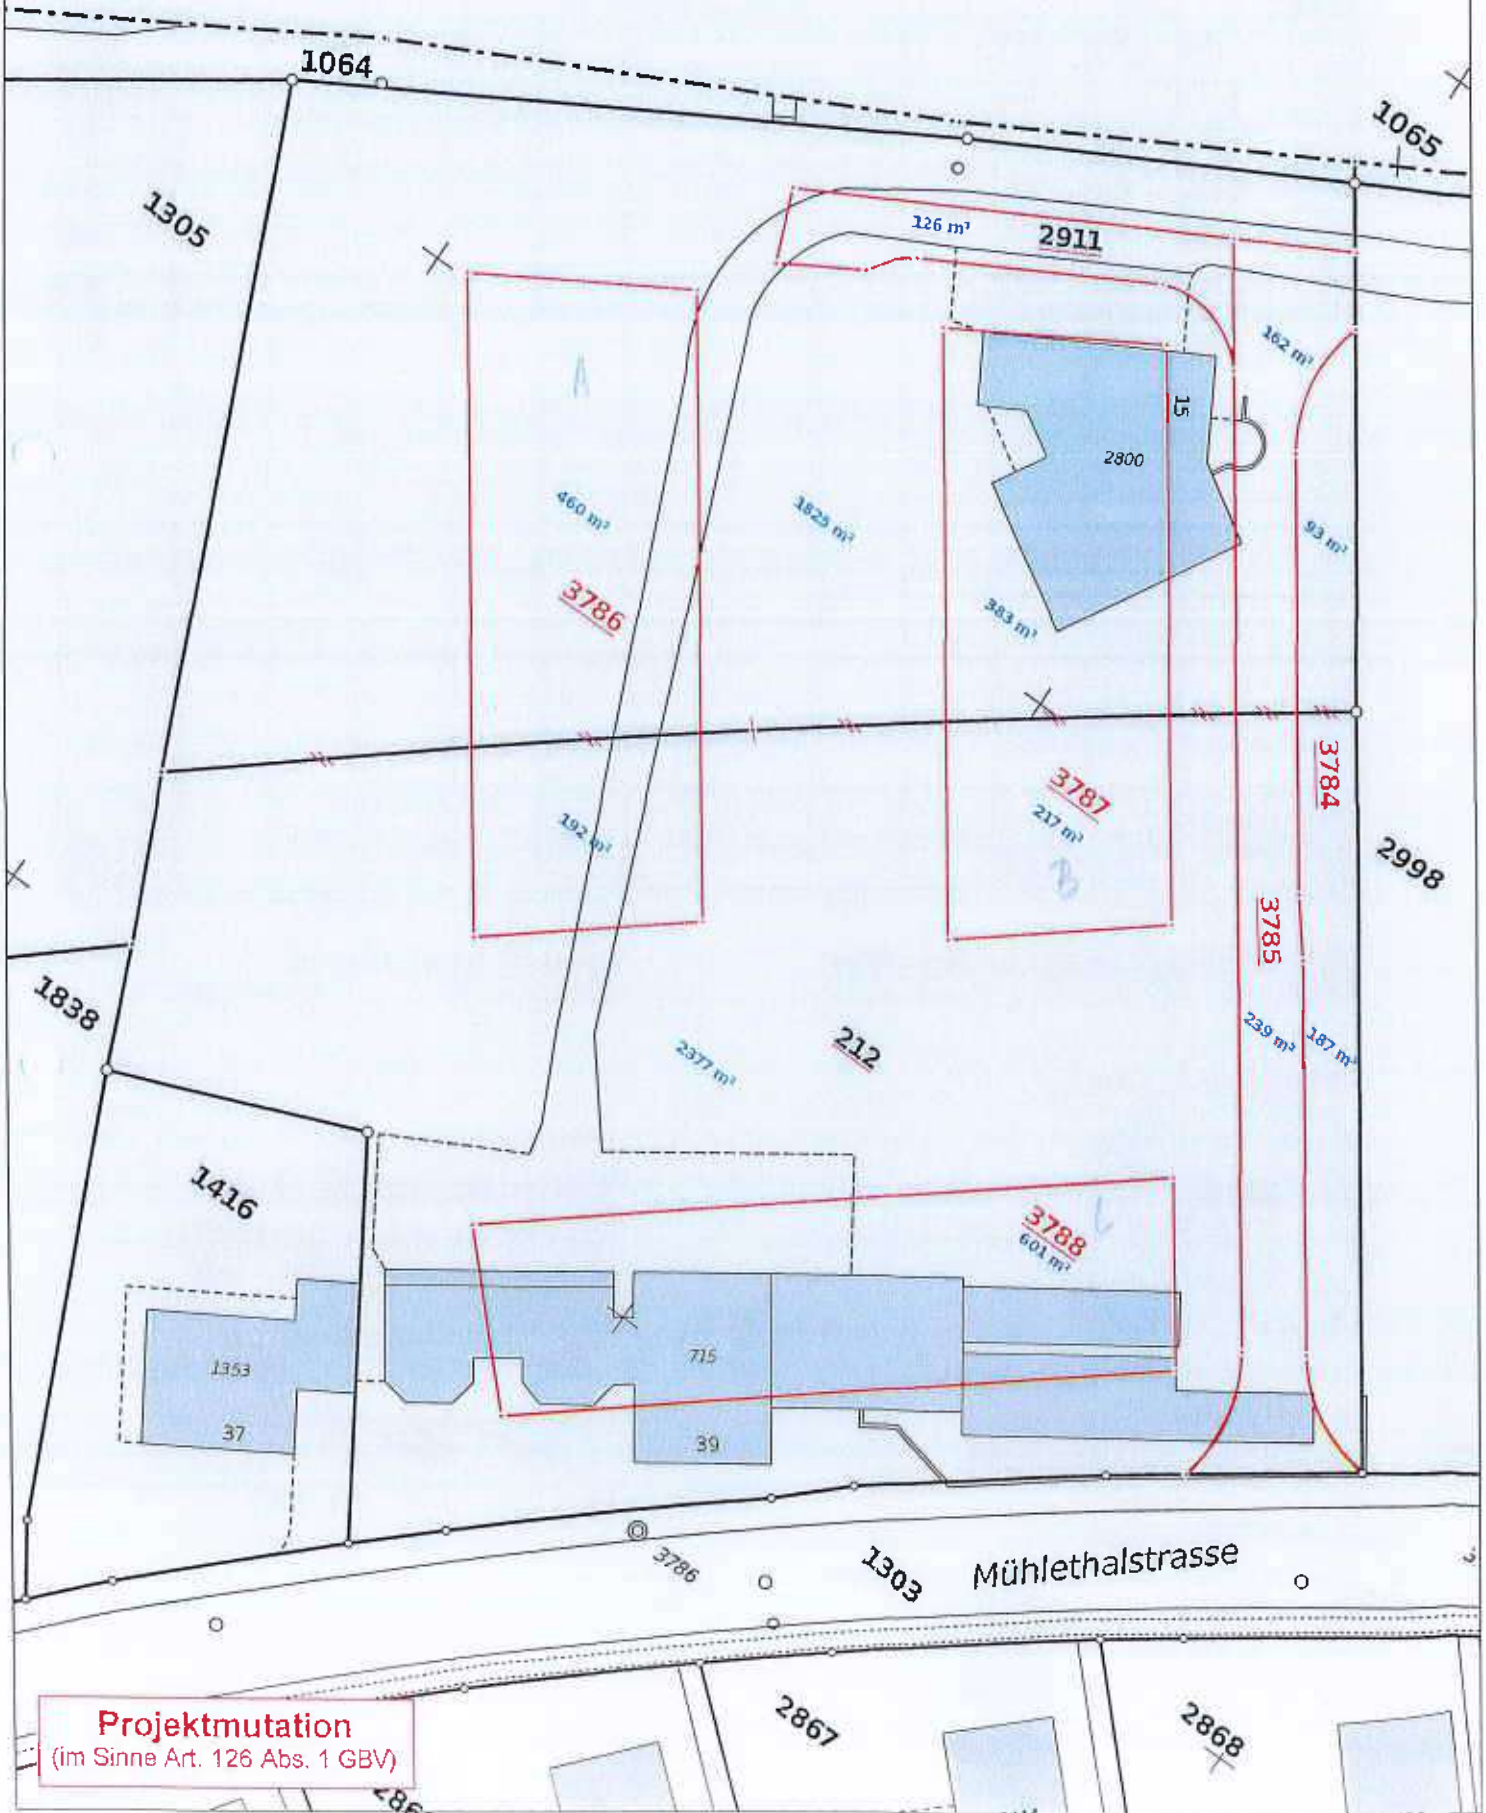 1064
1065
1305
126 m²
2911
162 m²
A
15
2800
460 m²
1825 m²
93 m²
3786
383 m²
3784
3787
217 m²
192 m²
B
2998
3785
1838
212
239 m²
187 m²
2377 m²
1416
3788
601 m²
1353
715
37
39
3786
1303
Mühlethalstrasse
2867
2868
Projektmutation
(im Sinne Art. 126 Abs. 1 GBV)